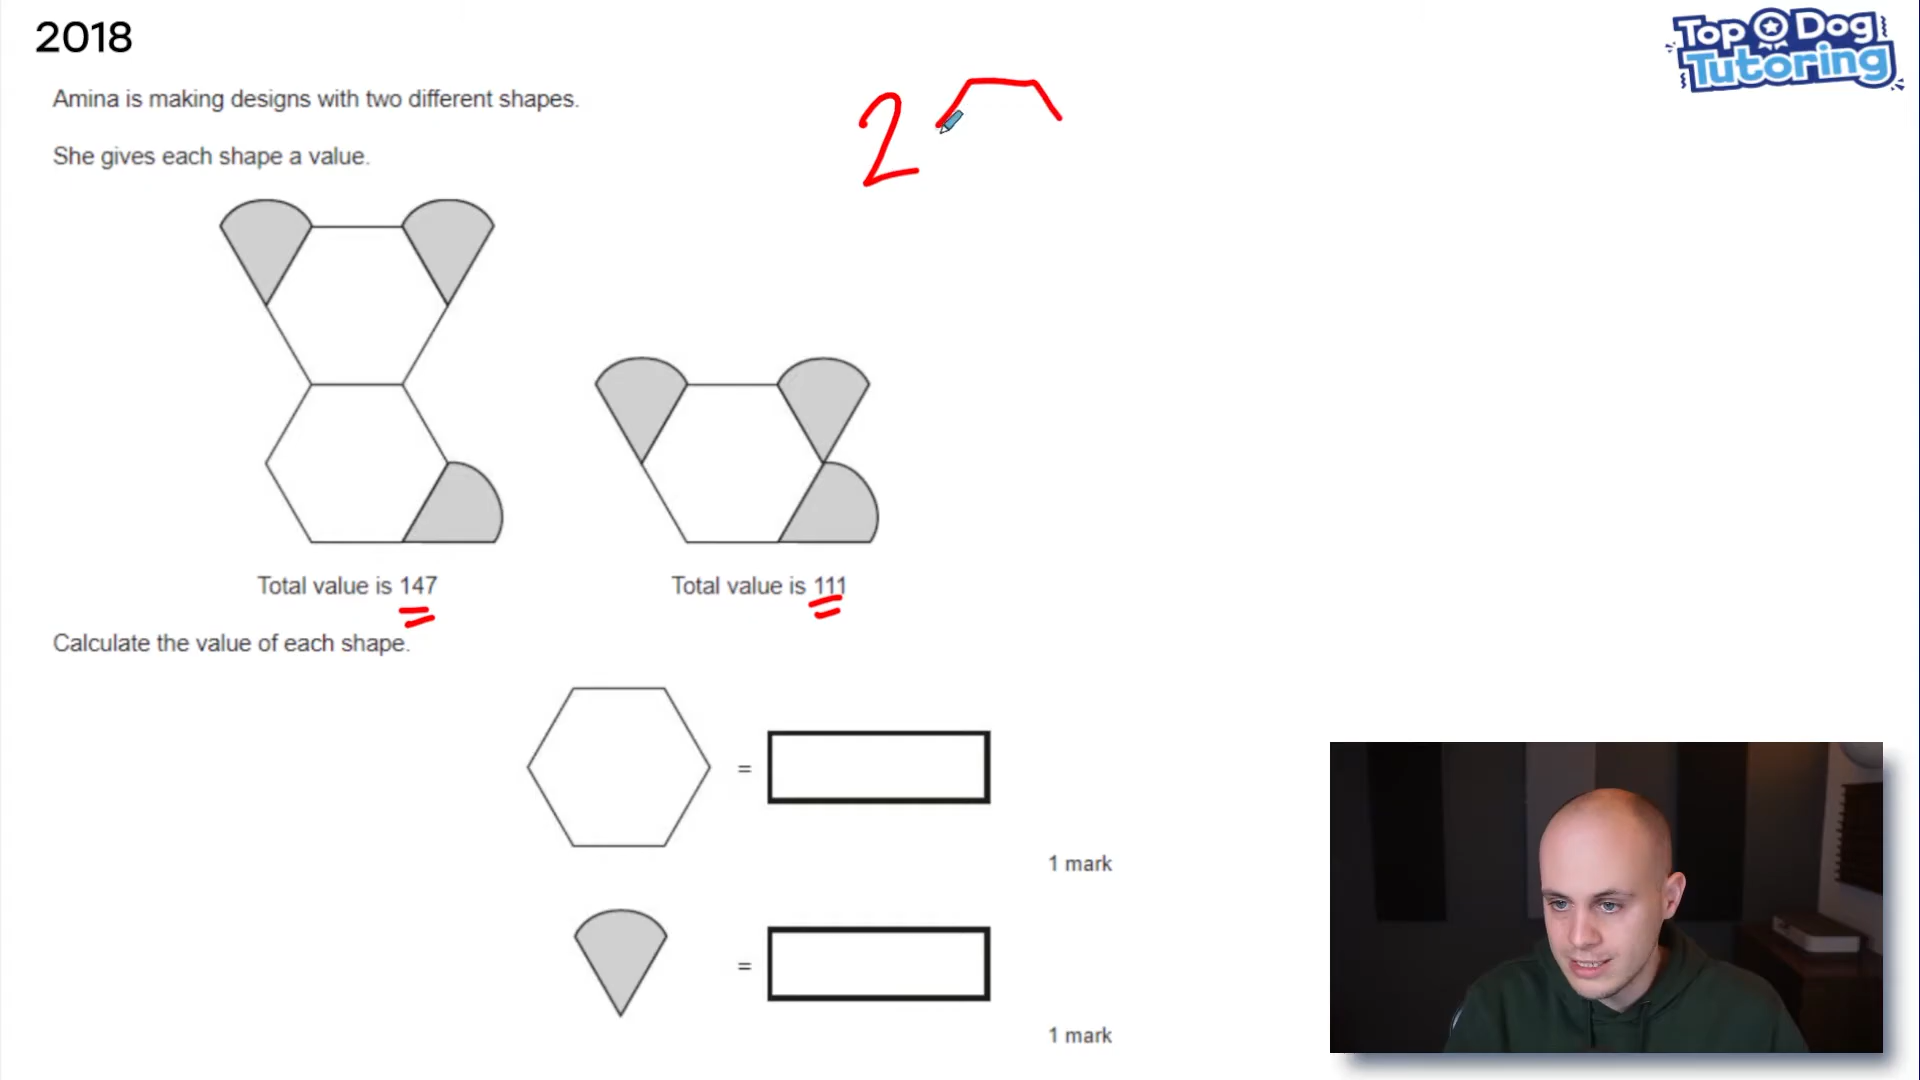 2018
Top Dog
Tutoring
Amina is making designs with two different shapes.
2
She gives each shape a value.
Total value is 147
Total value is 111
Calculate the value of each shape.
=
1 mark
=
1 mark